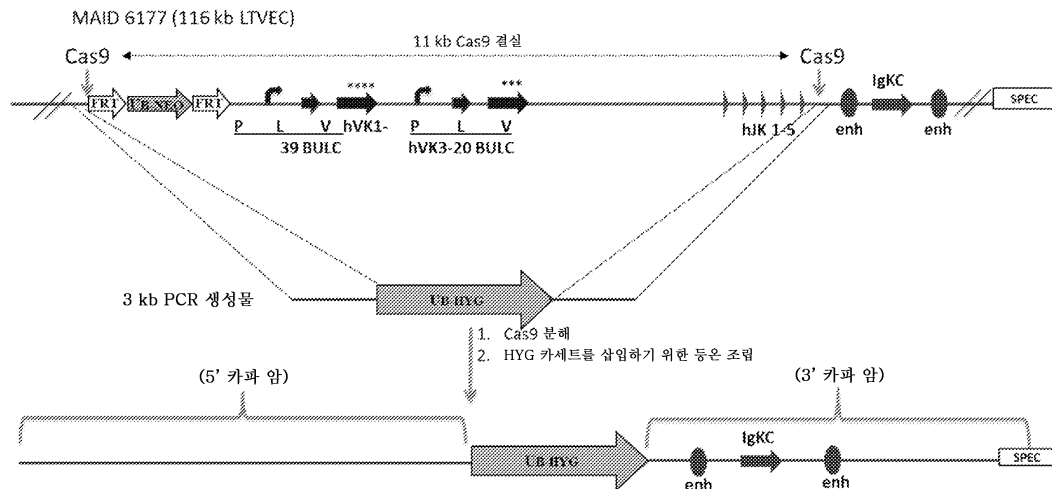 MAID 6177 (116 kb LTVEC)
11 kb Cas9 결실
Cas9
Cas9
FRT
UB-NEO
FRT
****
***
IgKC
SPEC
P L V hVK1-
39 BULC
P L V
hVK3-20 BULC
hJK 1-5
enh
enh
3 kb PCR 생성물
UB HYG
1. Cas9 분해
2. HYG 카세트를 삽입하기 위한 등온 조립
(5' 카파 암)
(3' 카파 암)
UB HYG
IgKC
enh
enh
SPEC